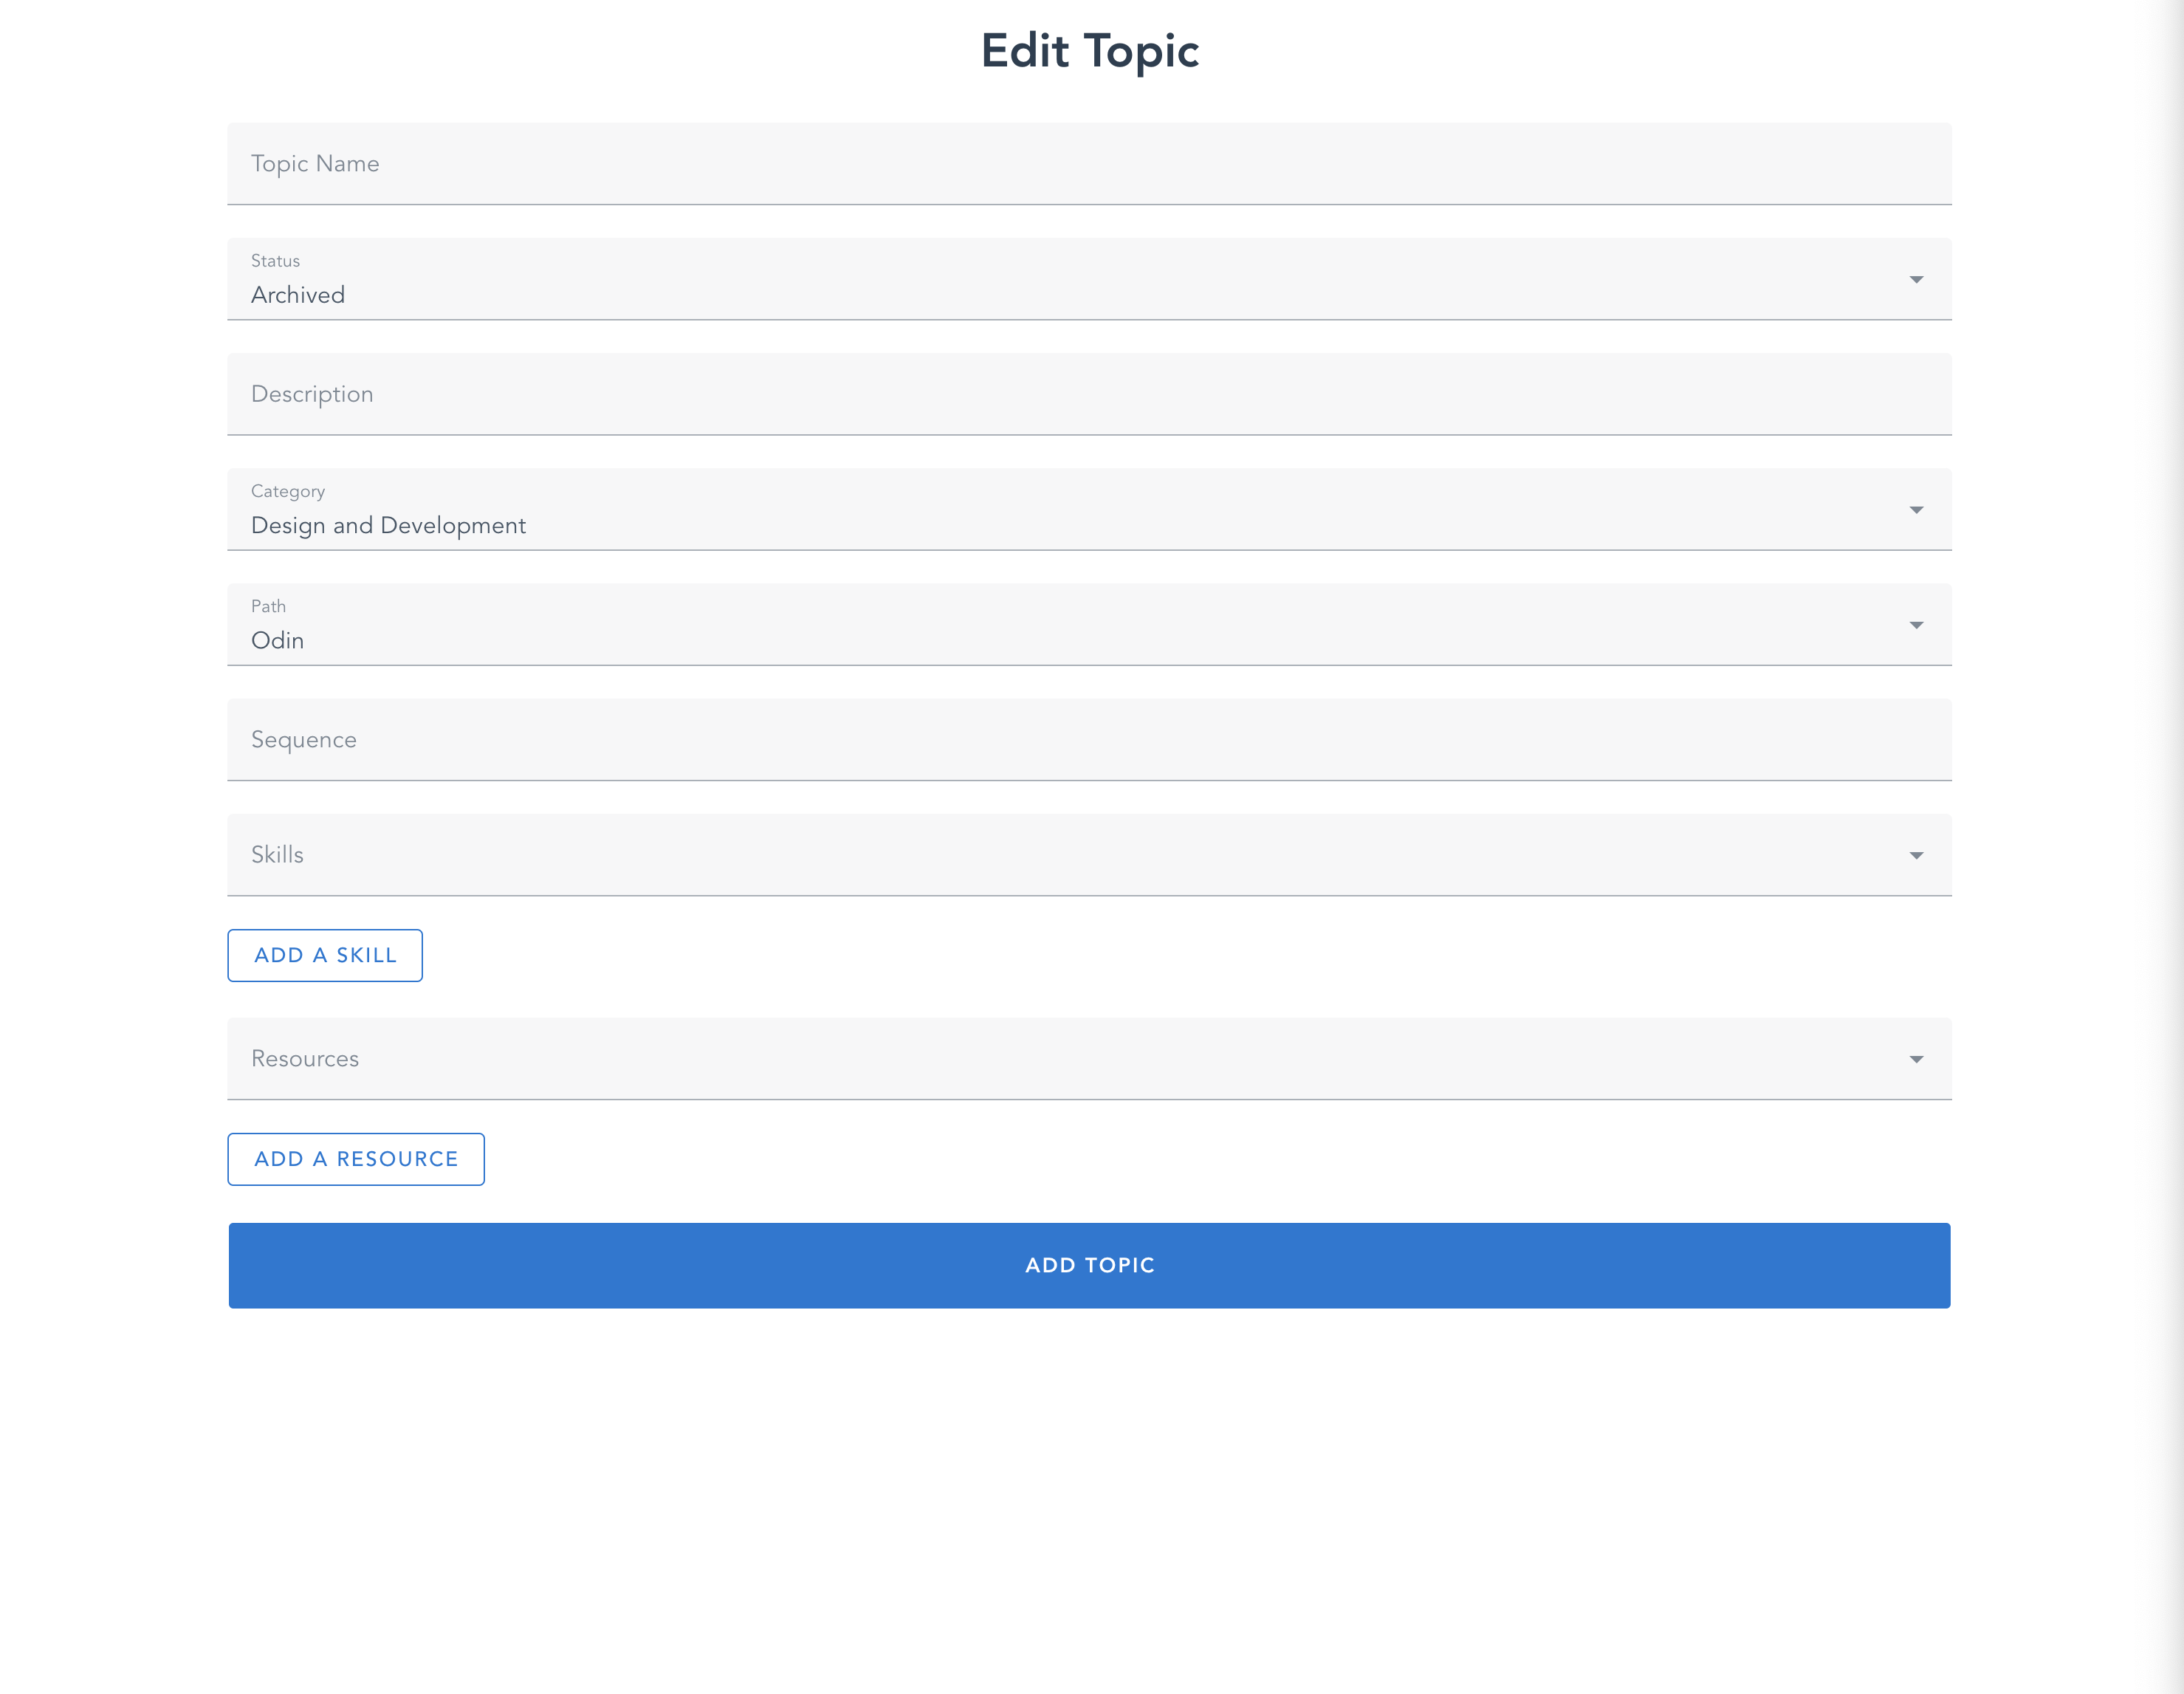 Edit Topic
Topic Name
Status
Archived
Description
Category
Design and Development
Path
Odin
Sequence
Skills
ADD A SKILL
Resources
ADD A RESOURCE
ADD TOPIC